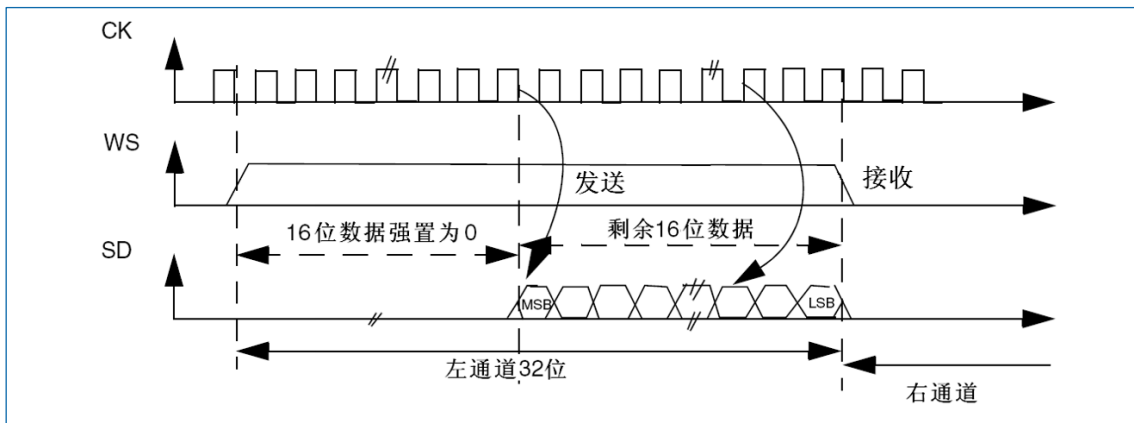 CK
WS
发送
接收
16位数据强置为0
剩余16位数据
SD
MSB
LSB
左通道32位
右通道